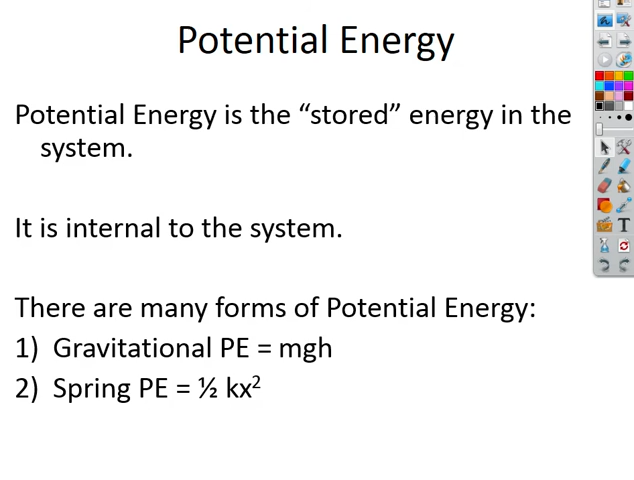 Potential Energy
Potential Energy is the “stored” energy in the
system.
It is internal to the system.
There are many forms of Potential Energy:
1) Gravitational PE = mgh
2) Spring PE = ½ kx²
T